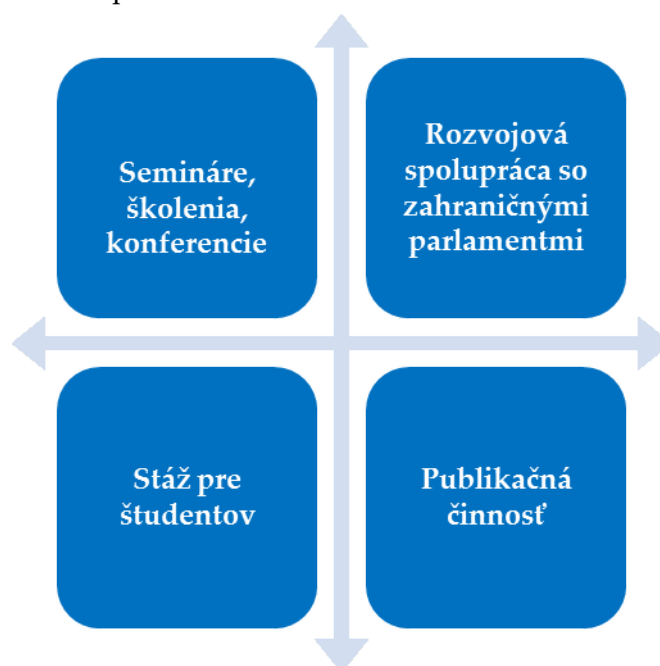 Semináre,
školenia,
konferencie
Rozvojová
spolupráca so
zahraničnými
parlamentmi
Stáž pre
študentov
Publikačná
činnosť